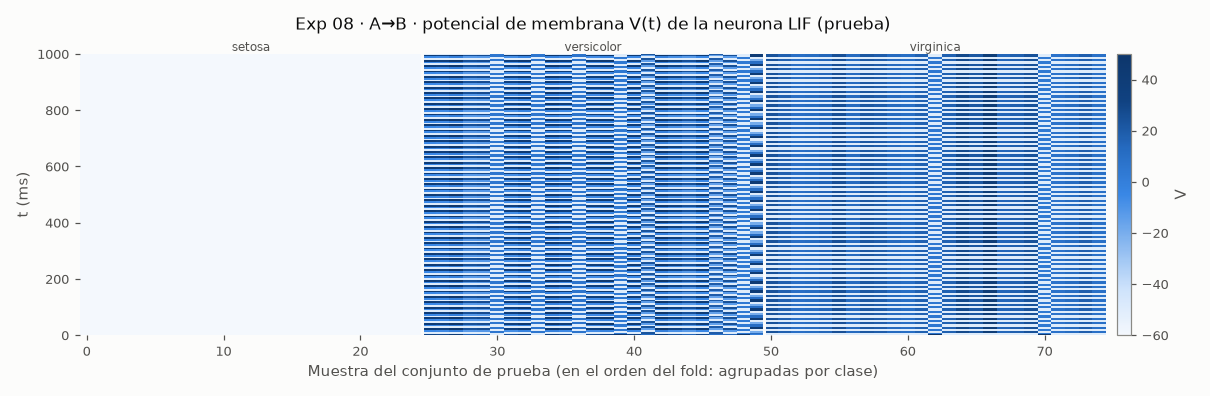 Exp 08 · A→B · potencial de membrana V(t) de la neurona LIF (prueba)
setosa versicolor virginica
1000
800
600
400
200
0
t (ms)
0 10 20 30 40 50 60 70
Muestra del conjunto de prueba (en el orden del fold: agrupadas por clase)
40
20
0
−20
−40
−60
V